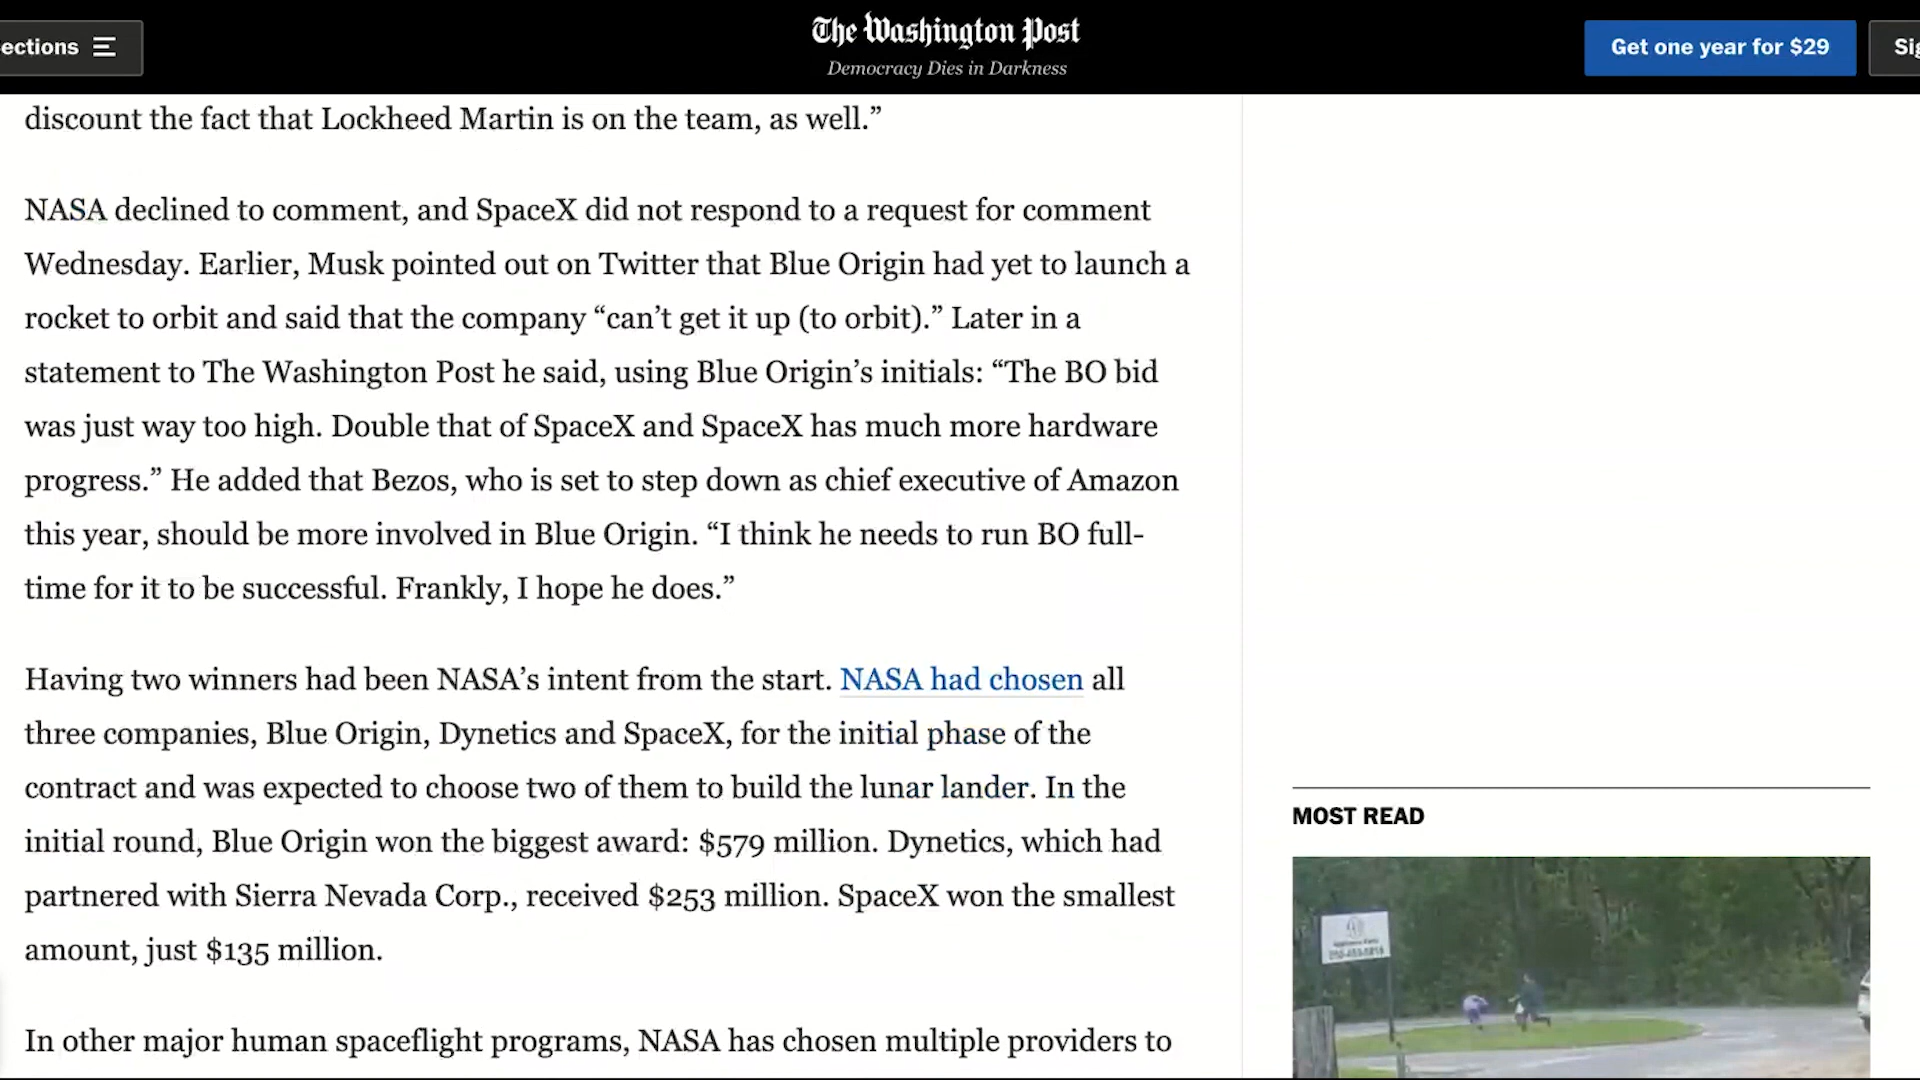 ections
The Washington Post
Democracy Dies in Darkness
Get one year for $29
Sig
discount the fact that Lockheed Martin is on the team, as well.”
NASA declined to comment, and SpaceX did not respond to a request for comment
Wednesday. Earlier, Musk pointed out on Twitter that Blue Origin had yet to launch a
rocket to orbit and said that the company “can’t get it up (to orbit).” Later in a
statement to The Washington Post he said, using Blue Origin’s initials: “The BO bid
was just way too high. Double that of SpaceX and SpaceX has much more hardware
progress.” He added that Bezos, who is set to step down as chief executive of Amazon
this year, should be more involved in Blue Origin. “I think he needs to run BO full-
time for it to be successful. Frankly, I hope he does.”
Having two winners had been NASA’s intent from the start. NASA had chosen all
three companies, Blue Origin, Dynetics and SpaceX, for the initial phase of the
contract and was expected to choose two of them to build the lunar lander. In the
initial round, Blue Origin won the biggest award: $579 million. Dynetics, which had
partnered with Sierra Nevada Corp., received $253 million. SpaceX won the smallest
amount, just $135 million.
In other major human spaceflight programs, NASA has chosen multiple providers to
MOST READ